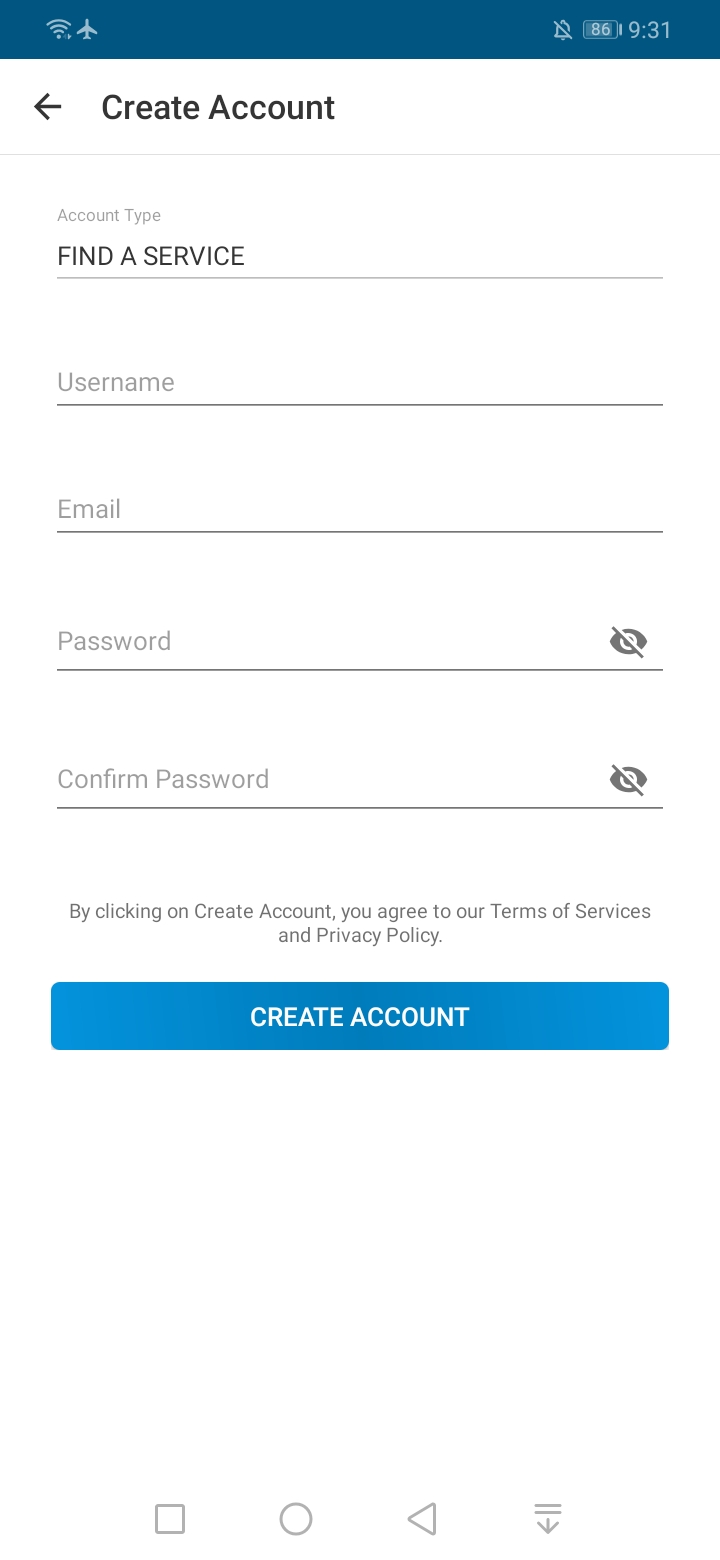 86 9:31
Create Account
Account Type
FIND A SERVICE
Username
Email
Password
Confirm Password
By clicking on Create Account, you agree to our Terms of Services
and Privacy Policy.
CREATE ACCOUNT